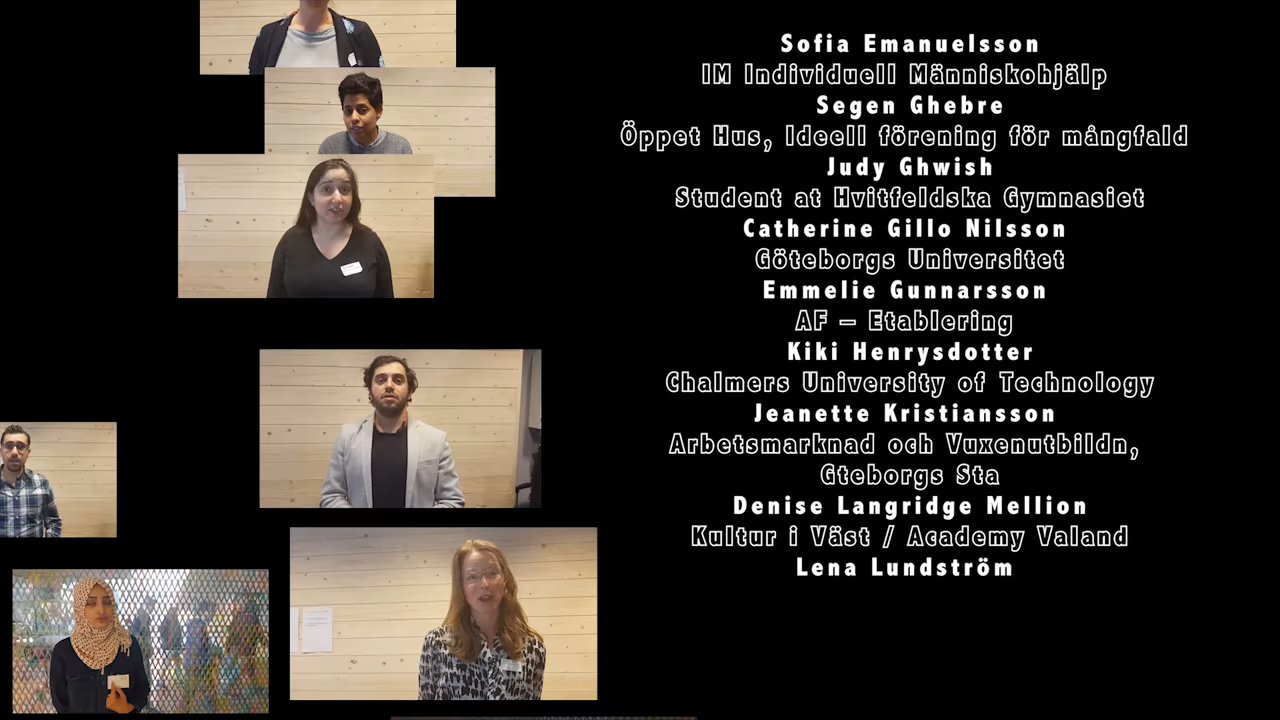 Sofia Emanuelsson
IM Individuell Människohjälp
Segen Ghebre
Öppet Hus, Ideell förening för mångfald
Judy Ghwish
Student at Hvitfeldska Gymnasiet
Catherine Gillo Nilsson
Göteborgs Universitet
Emmelie Gunnarsson
AF – Etablering
Kiki Henrysdotter
Chalmers University of Technology
Jeanette Kristiansson
Arbetsmarknad och Vuxenutbildn,
Gteborgs Sta
Denise Langridge Mellion
Kultur i Väst / Academy Valand
Lena Lundström